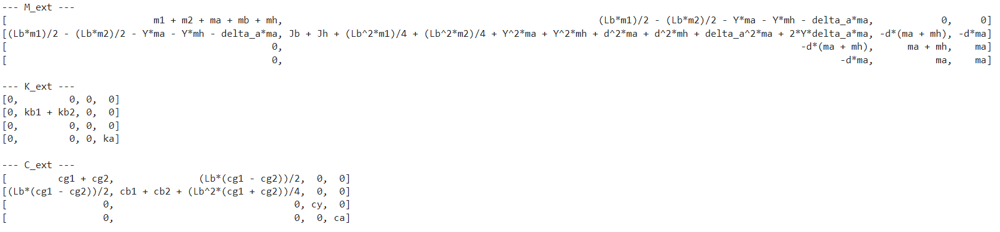 --- M_ext ---
[                         m1 + m2 + ma + mb + mh,                                                         (Lb*m1)/2 - (Lb*m2)/2 - Y*ma - Y*mh - delta_a*ma,            0,     0]
[(Lb*m1)/2 - (Lb*m2)/2 - Y*ma - Y*mh - delta_a*ma, Jb + Jh + (Lb^2*m1)/4 + (Lb^2*m2)/4 + Y^2*ma + Y^2*mh + d^2*ma + d^2*mh + delta_a^2*ma + 2*Y*delta_a*ma, -d*(ma + mh), -d*ma]
[                                               0,                                                                                            -d*(ma + mh),      ma + mh,    ma]
[                                               0,                                                                                                   -d*ma,           ma,    ma]

--- K_ext ---
[0,         0, 0,  0]
[0, kb1 + kb2, 0,  0]
[0,         0, 0,  0]
[0,         0, 0, ka]

--- C_ext ---
[         cg1 + cg2,               (Lb*(cg1 - cg2))/2,  0,  0]
[(Lb*(cg1 - cg2))/2, cb1 + cb2 + (Lb^2*(cg1 + cg2))/4,  0,  0]
[                 0,                                0, cy,  0]
[                 0,                                0,  0, ca]